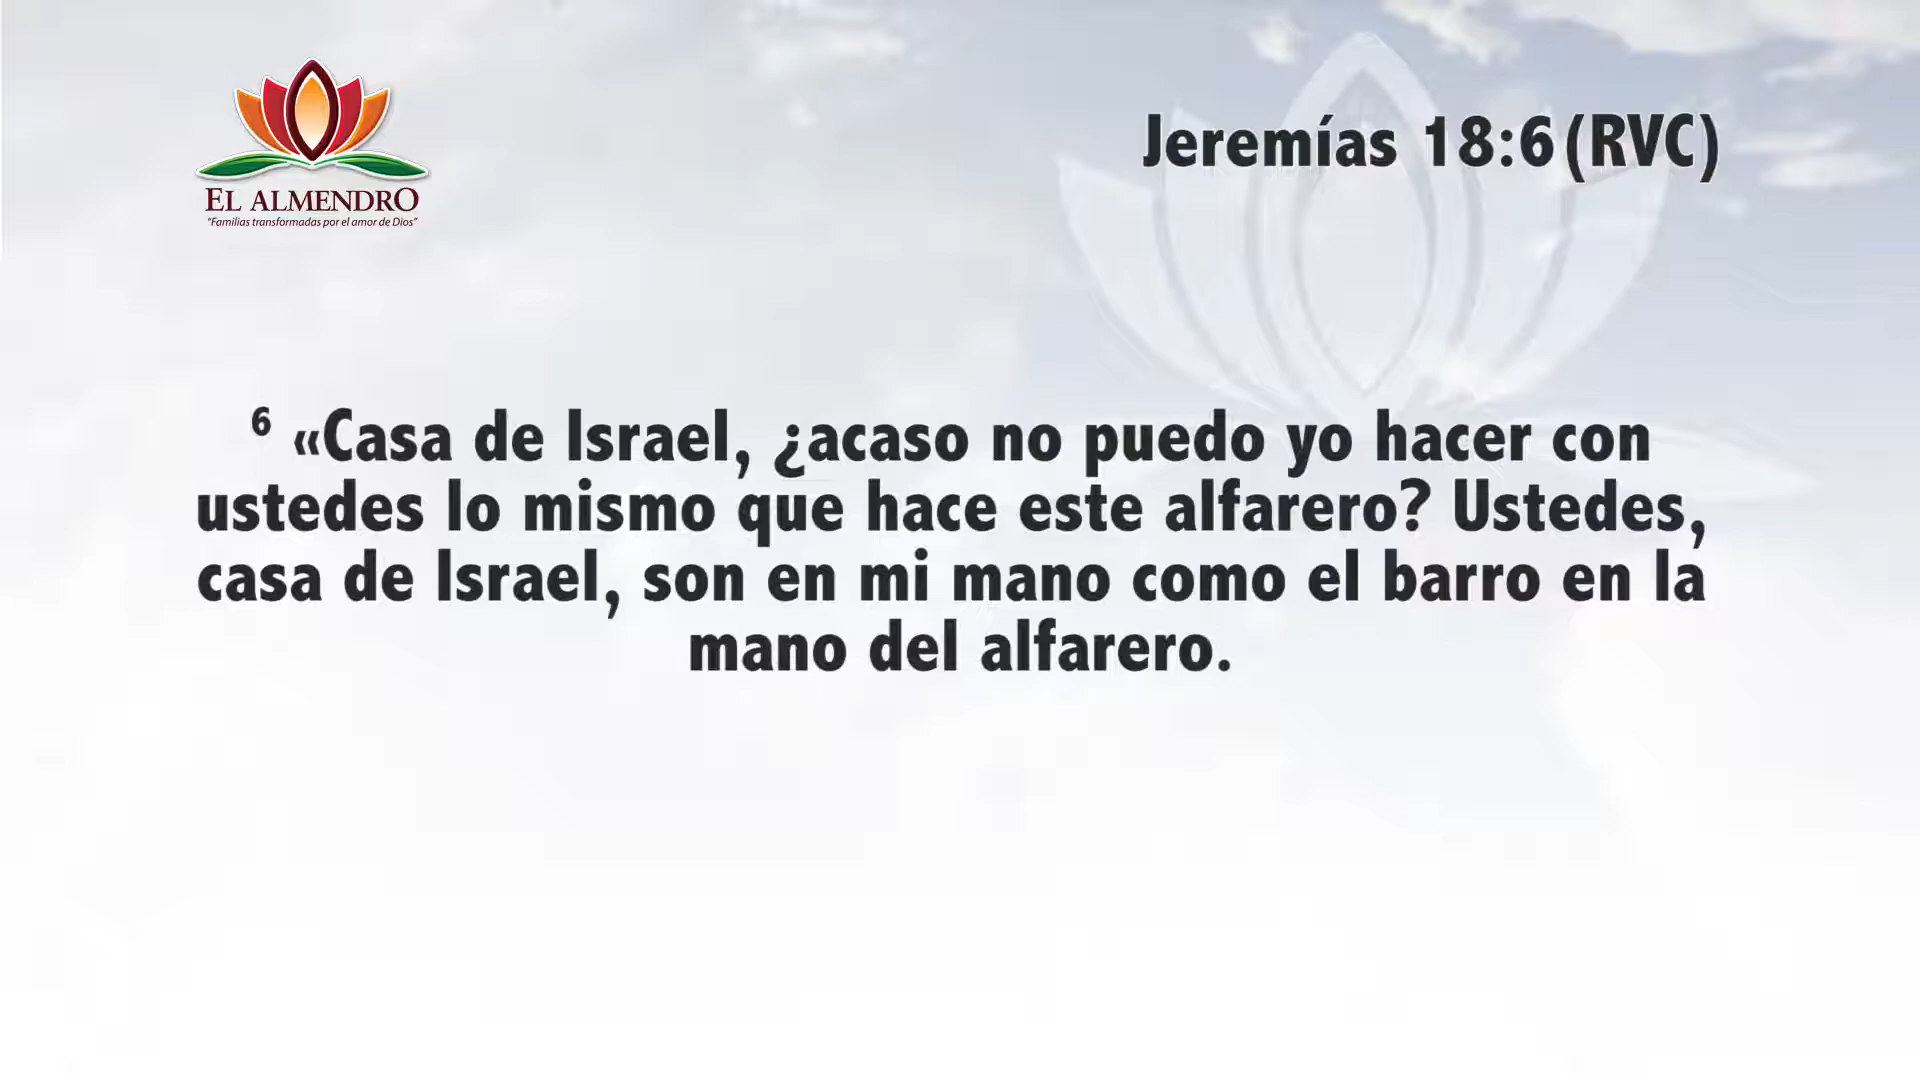 EL ALMENDRO
"Familias transformadas por el amor de Dios"
Jeremías 18:6(RVC)
⁶ «Casa de Israel, ¿acaso no puedo yo hacer con
ustedes lo mismo que hace este alfarero? Ustedes,
casa de Israel, son en mi mano como el barro en la
mano del alfarero.